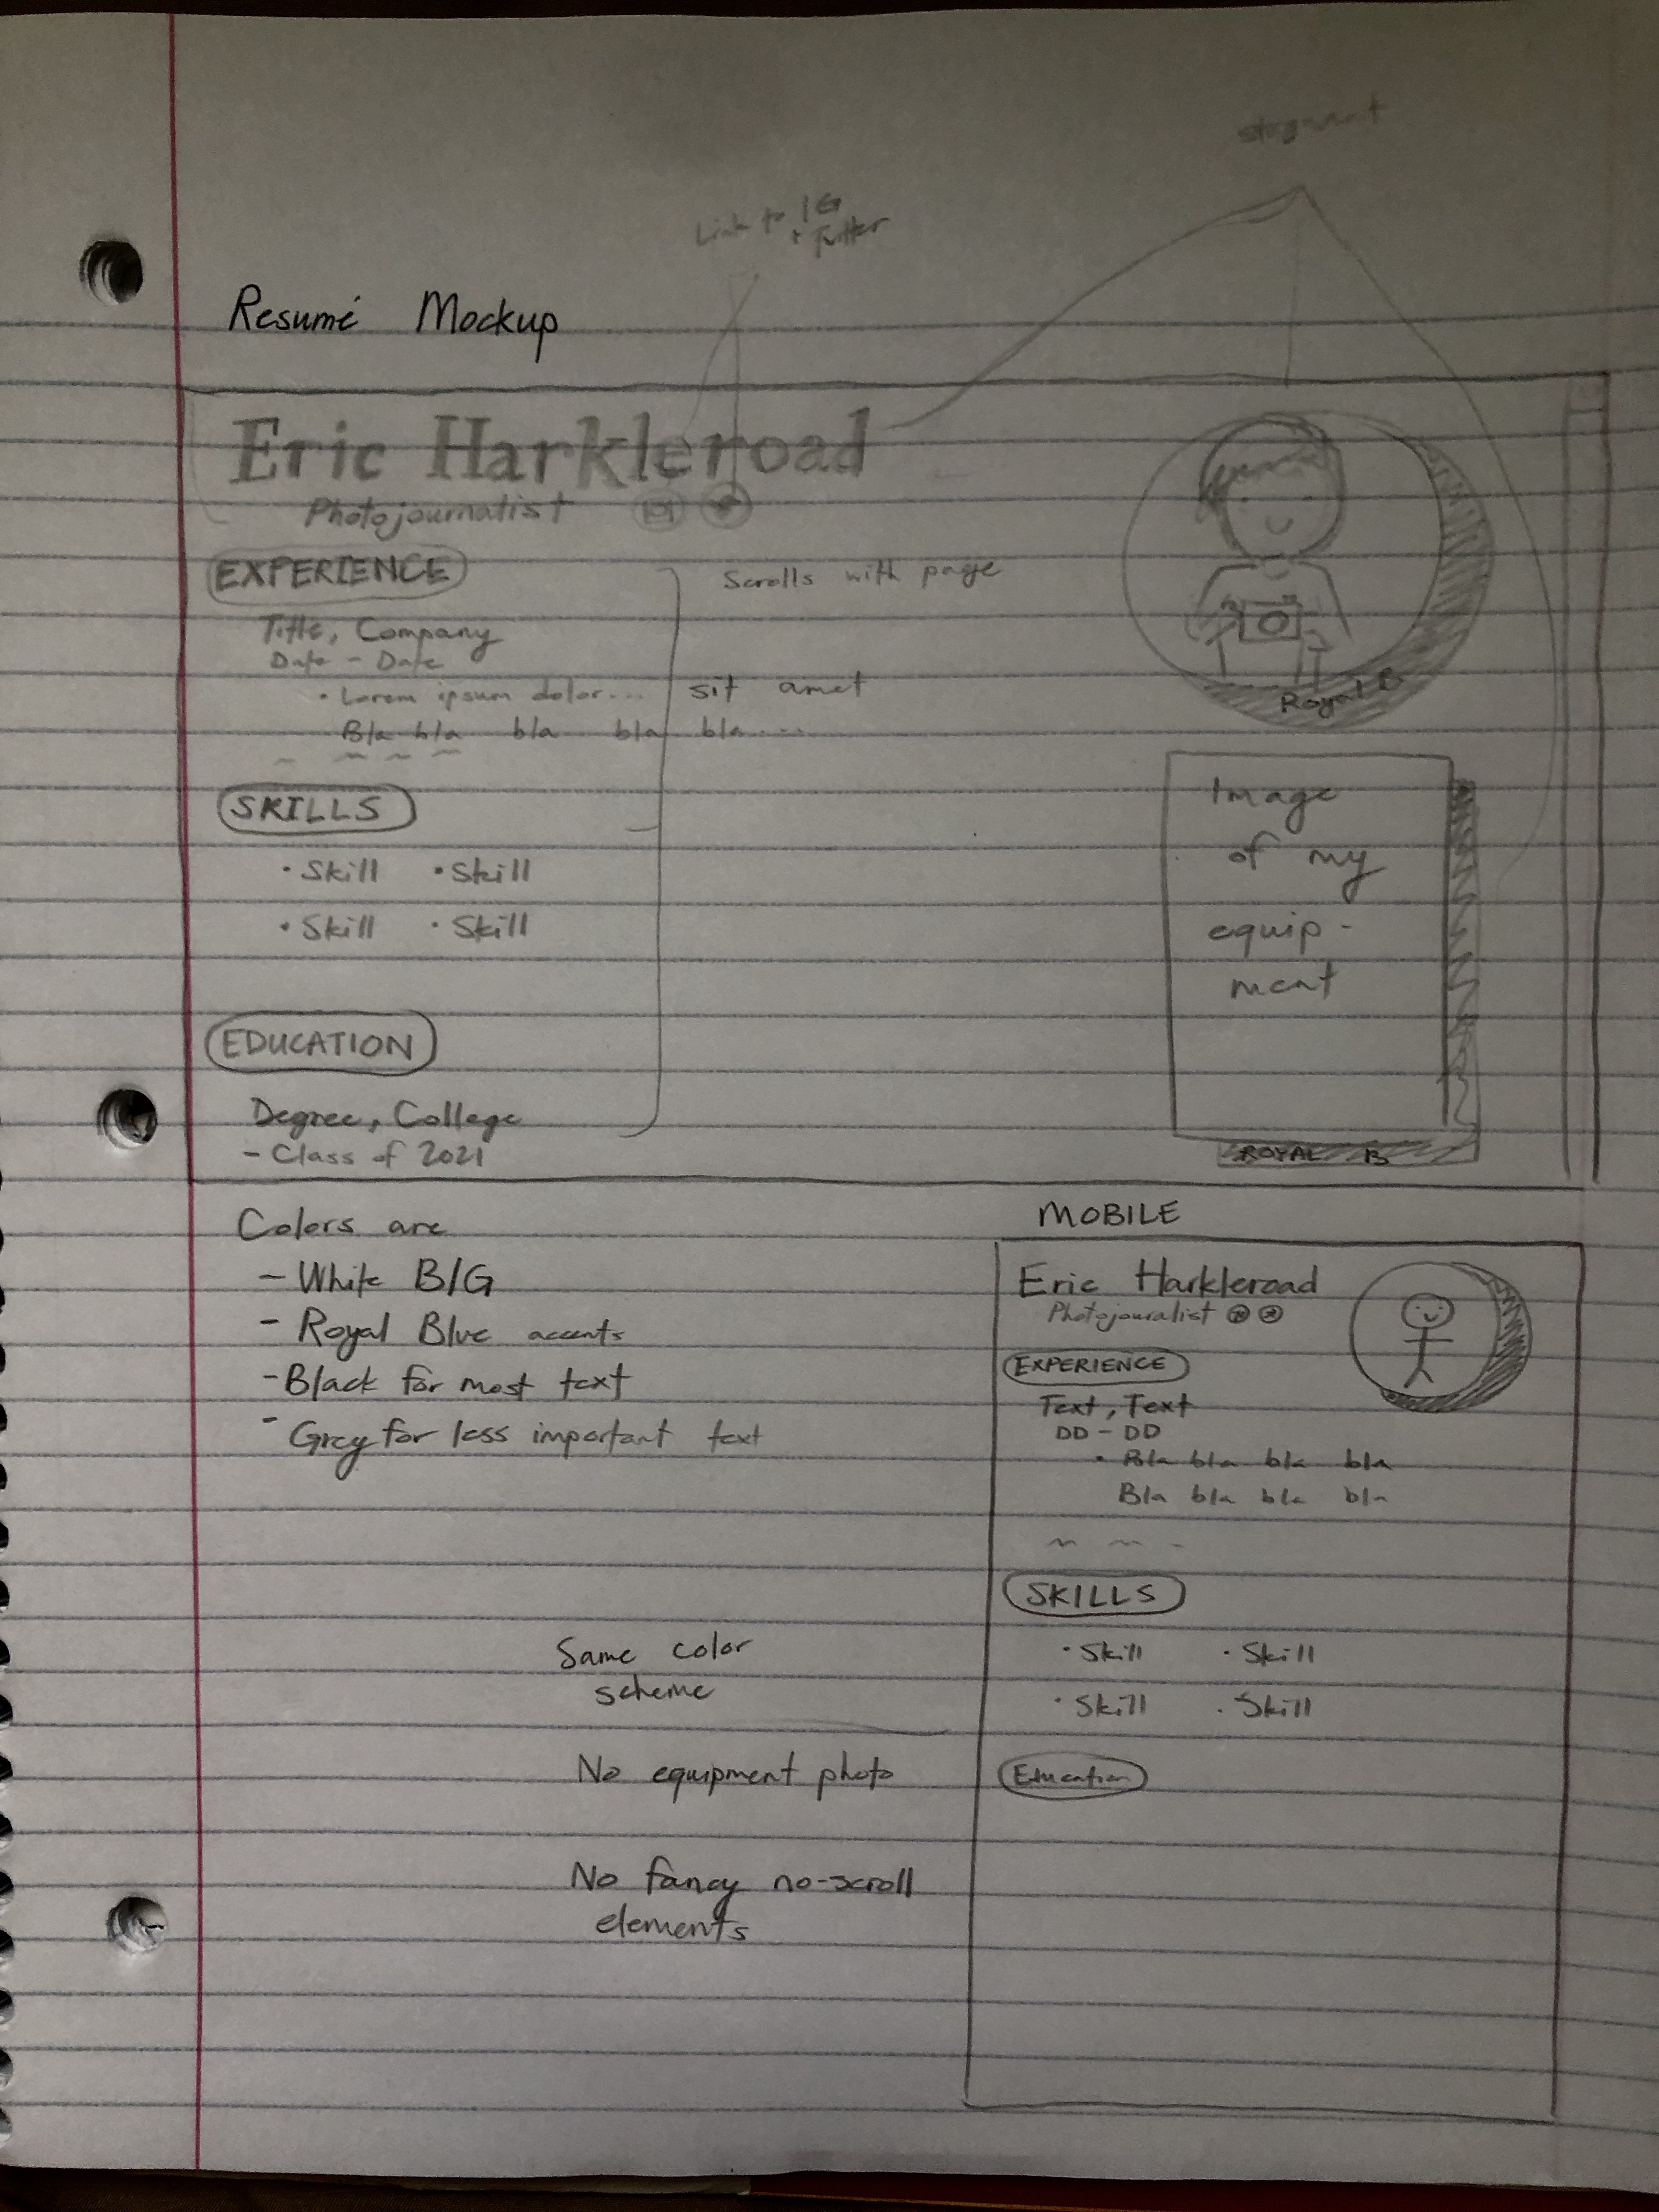 stagnant
Link to IG
+ Twitter
Resumé Mockup
Eric Harkleroad
Photojournalist
EXPERIENCE
Scrolls with page
Title, Company
Date - Date
• Lorem ipsum dolor... sit amet
Bla bla bla bla bla...
Royal B
SKILLS
• Skill • Skill
• Skill • Skill
Image
of my
equip-
ment
EDUCATION
Degree, College
- Class of 2021
ROYAL B
Colors are
- White B/G
- Royal Blue accents
- Black for most text
- Grey for less important text
MOBILE
Eric Harkleroad
Photojouralist
EXPERIENCE
Text, Text
DD - DD
• Bla bla bla bla
Bla bla bla bla
SKILLS
• Skill • Skill
• Skill • Skill
Education
Same color
scheme
No equipment photo
No fancy no-scroll
elements